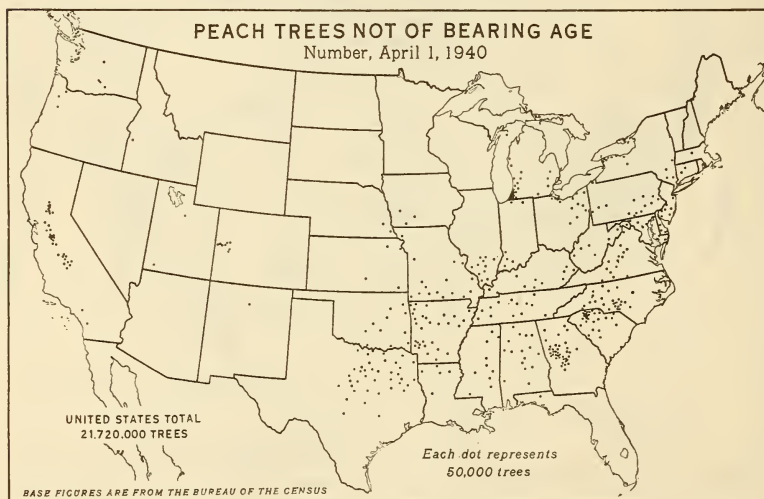 PEACH TREES NOT OF BEARING AGE
Number, April 1, 1940
UNITED STATES TOTAL
21.720.000 TREES
Each dot represents
50,000 trees
BASE FIGURES ARE FROM THE BUREAU OF THE CENSUS